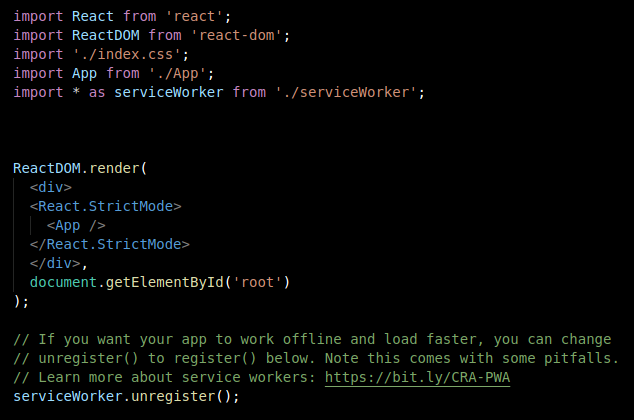 import React from 'react';
import ReactDOM from 'react-dom';
import './index.css';
import App from './App';
import * as serviceWorker from './serviceWorker';
ReactDOM.render(
<div>
<React.StrictMode>
<App />
</React.StrictMode>
</div>,
document.getElementById('root')
);
// If you want your app to work offline and load faster, you can change
// unregister() to register() below. Note this comes with some pitfalls.
// Learn more about service workers: https://bit.ly/CRA-PWA
serviceWorker.unregister();